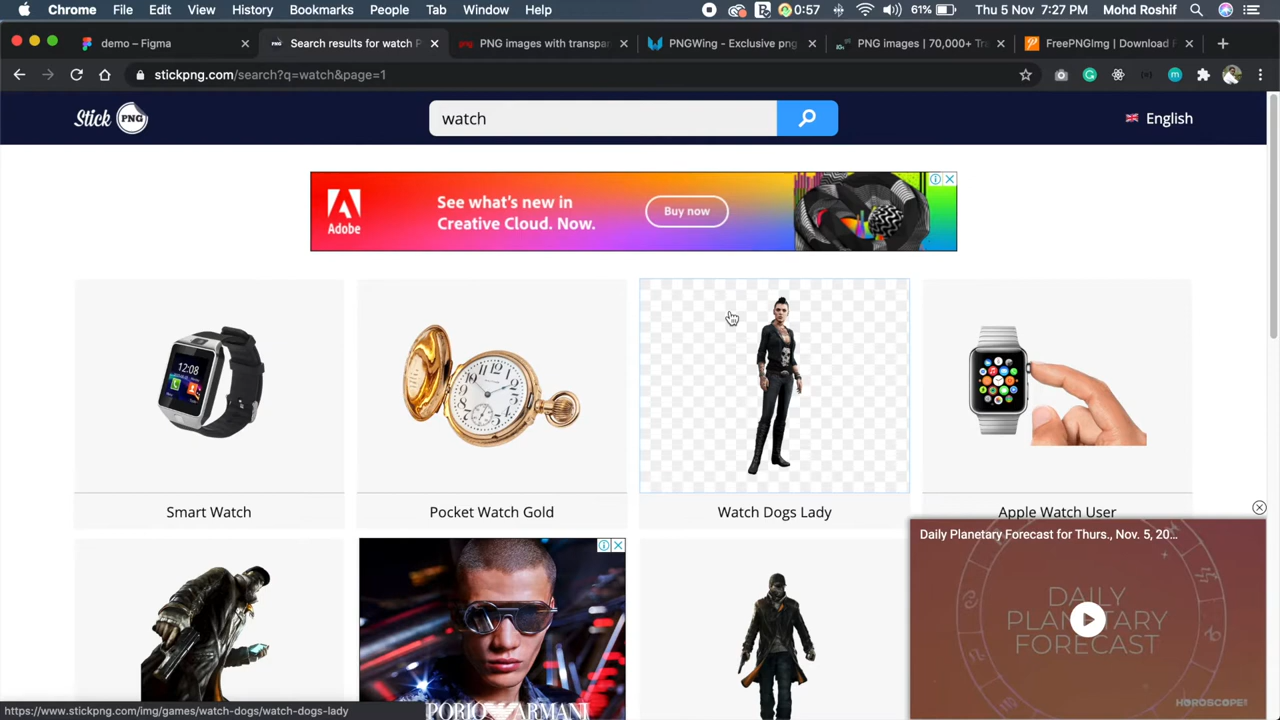 Chrome File Edit View History Bookmarks People Tab Window Help 0:57 61% Thu 5 Nov 7:27 PM Mohd Roshif
demo – Figma Search results for watch P PNG images with transpa PNGWing - Exclusive png PNG images | 70,000+ Tra FreePNGImg | Download F
stickpng.com/search?q=watch&page=1
Stick PNG watch English
Adobe
See what's new in
Creative Cloud. Now.
Buy now
12:08
Smart Watch Pocket Watch Gold Watch Dogs Lady Apple Watch User
Daily Planetary Forecast for Thurs., Nov. 5, 20...
DAILY
PLANETARY
FORECAST
HOROSCOPE
https://www.stickpng.com/img/games/watch-dogs/watch-dogs-lady